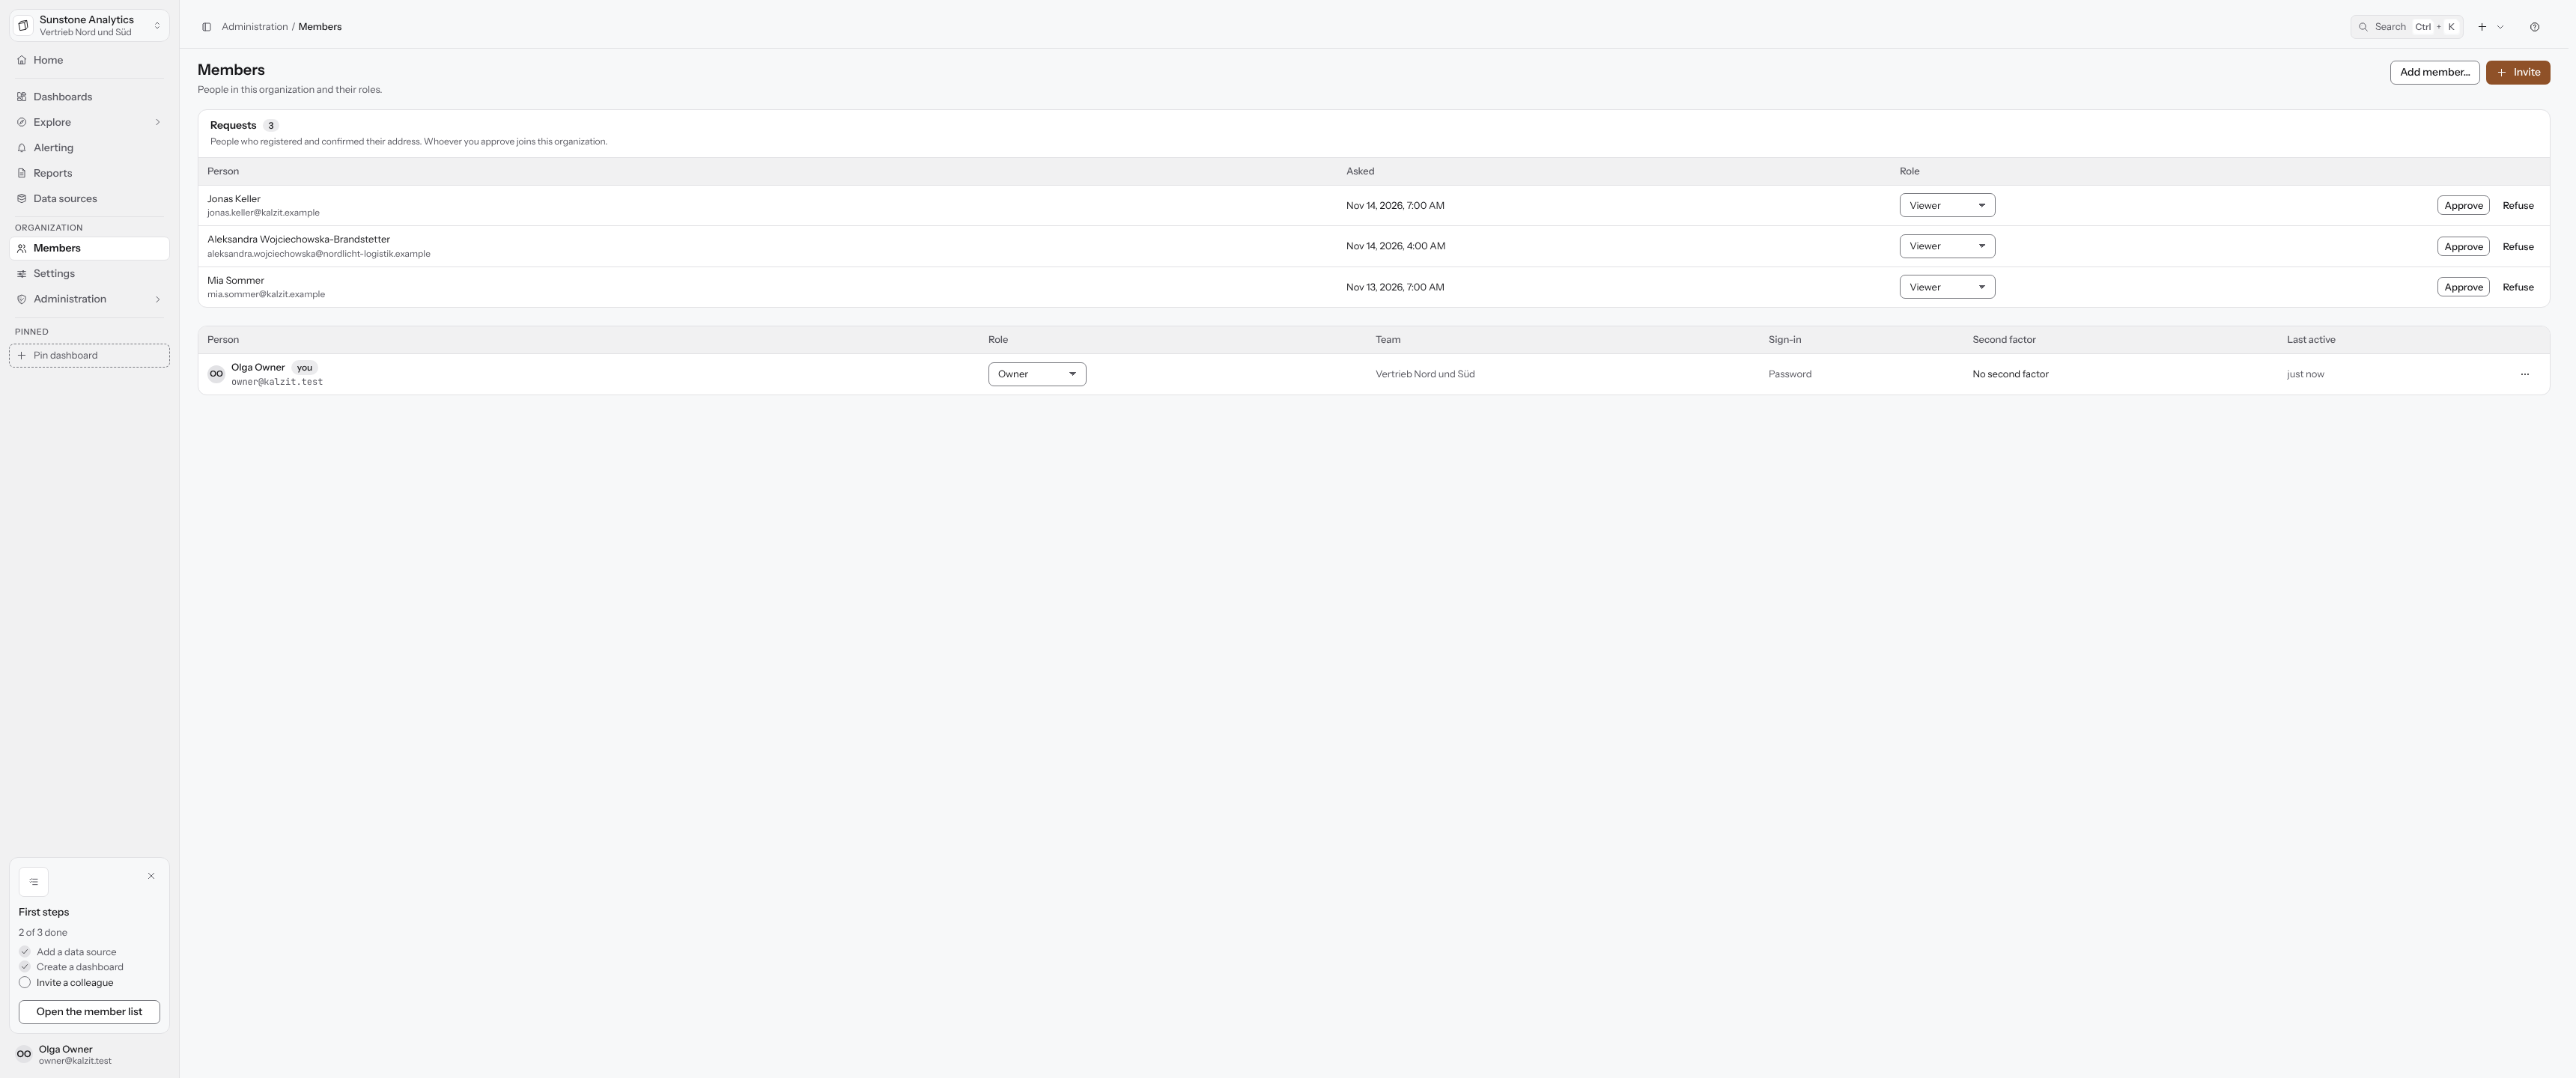 Sunstone Analytics
Vertrieb Nord und Süd
Home
Dashboards
Explore
Alerting
Reports
Data sources
ORGANIZATION
Members
Settings
Administration
PINNED
Pin dashboard
First steps
2 of 3 done
Add a data source
Create a dashboard
Invite a colleague
Open the member list
OO Olga Owner
owner@kalzit.test
Administration / Members
Search Ctrl + K
Members
People in this organization and their roles.
Add member...
Invite
Requests 3
People who registered and confirmed their address. Whoever you approve joins this organization.
Person Asked Role
Jonas Keller
jonas.keller@kalzit.example
Nov 14, 2026, 7:00 AM Viewer Approve Refuse
Aleksandra Wojciechowska-Brandstetter
aleksandra.wojciechowska@nordlicht-logistik.example
Nov 14, 2026, 4:00 AM Viewer Approve Refuse
Mia Sommer
mia.sommer@kalzit.example
Nov 13, 2026, 7:00 AM Viewer Approve Refuse
Person Role Team Sign-in Second factor Last active
OO Olga Owner you
owner@kalzit.test
Owner Vertrieb Nord und Süd Password No second factor just now